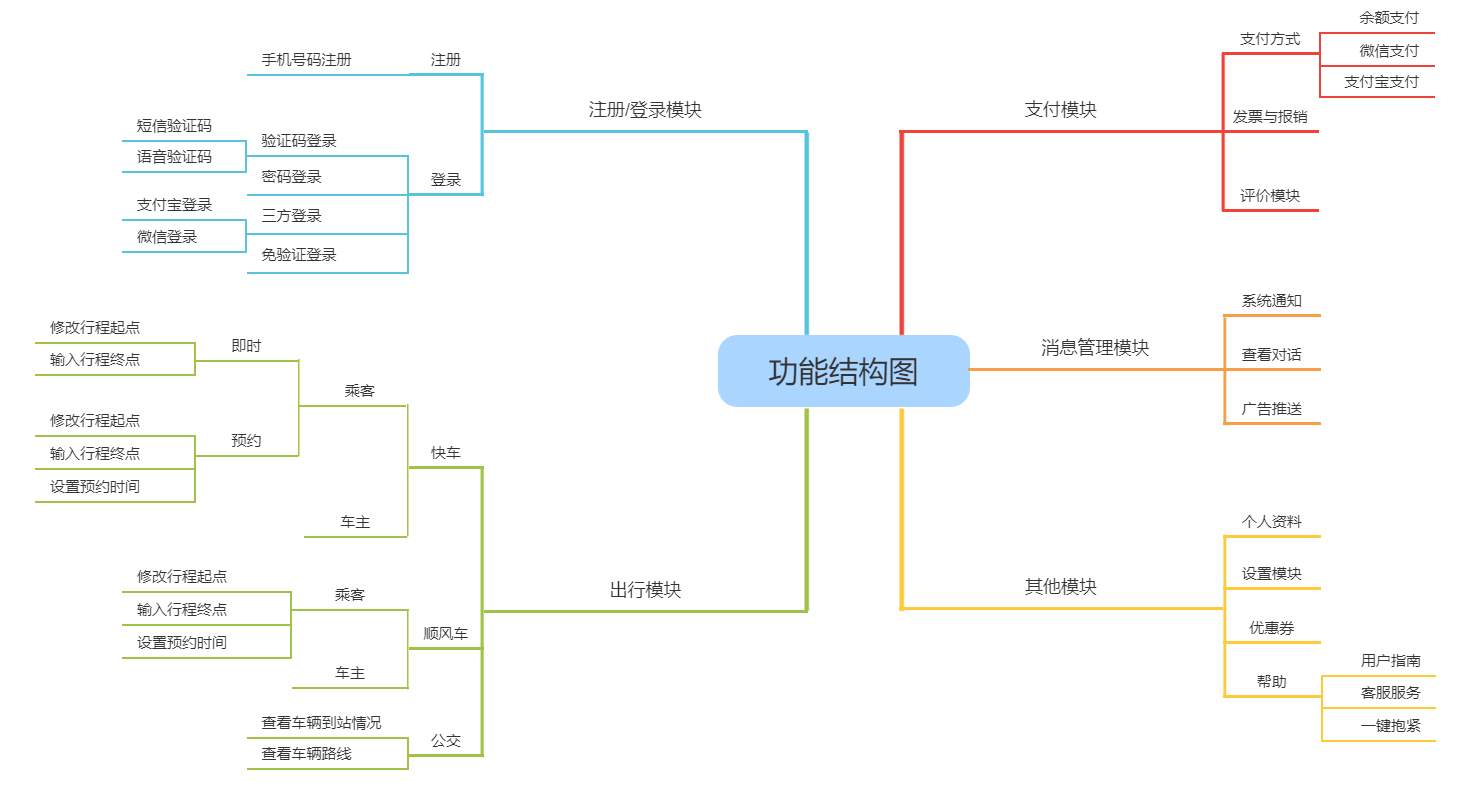 功能结构图
注册/登录模块
注册
手机号码注册
登录
验证码登录
短信验证码
语音验证码
密码登录
三方登录
支付宝登录
微信登录
免验证登录
出行模块
快车
乘客
即时
修改行程起点
输入行程终点
预约
修改行程起点
输入行程终点
设置预约时间
车主
顺风车
乘客
修改行程起点
输入行程终点
设置预约时间
车主
公交
查看车辆到站情况
查看车辆路线
支付模块
支付方式
余额支付
微信支付
支付宝支付
发票与报销
评价模块
消息管理模块
系统通知
查看对话
广告推送
其他模块
个人资料
设置模块
优惠券
帮助
用户指南
客服服务
一键抱紧